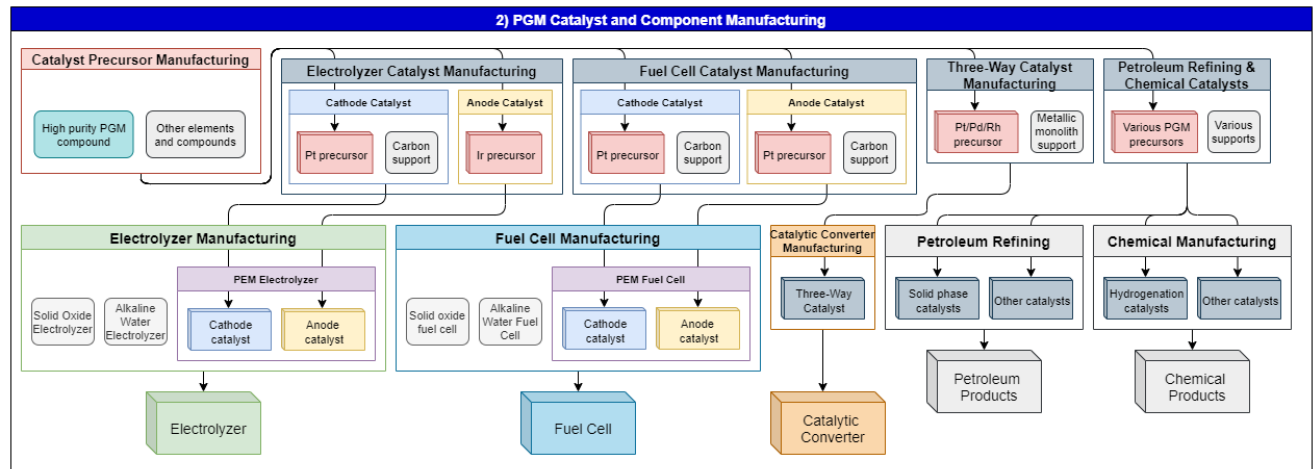 2) PGM Catalyst and Component Manufacturing
Catalyst Precursor Manufacturing
High purity PGM
compound
Other elements
and compounds
Electrolyzer Catalyst Manufacturing
Cathode Catalyst
Pt precursor
Carbon
support
Anode Catalyst
Ir precursor
Fuel Cell Catalyst Manufacturing
Cathode Catalyst
Pt precursor
Carbon
support
Anode Catalyst
Pt precursor
Carbon
support
Three-Way Catalyst
Manufacturing
Pt/Pd/Rh
precursor
Metallic
monolith
support
Petroleum Refining &
Chemical Catalysts
Various PGM
precursors
Various
supports
Electrolyzer Manufacturing
Solid Oxide
Electrolyzer
Alkaline
Water
Electrolyzer
PEM Electrolyzer
Cathode
catalyst
Anode
catalyst
Fuel Cell Manufacturing
Solid oxide
fuel cell
Alkaline
Water Fuel
Cell
PEM Fuel Cell
Cathode
catalyst
Anode
catalyst
Catalytic Converter
Manufacturing
Three-Way
Catalyst
Petroleum Refining
Solid phase
catalysts
Other catalysts
Chemical Manufacturing
Hydrogenation
catalysts
Other catalysts
Electrolyzer
Fuel Cell
Catalytic
Converter
Petroleum
Products
Chemical
Products